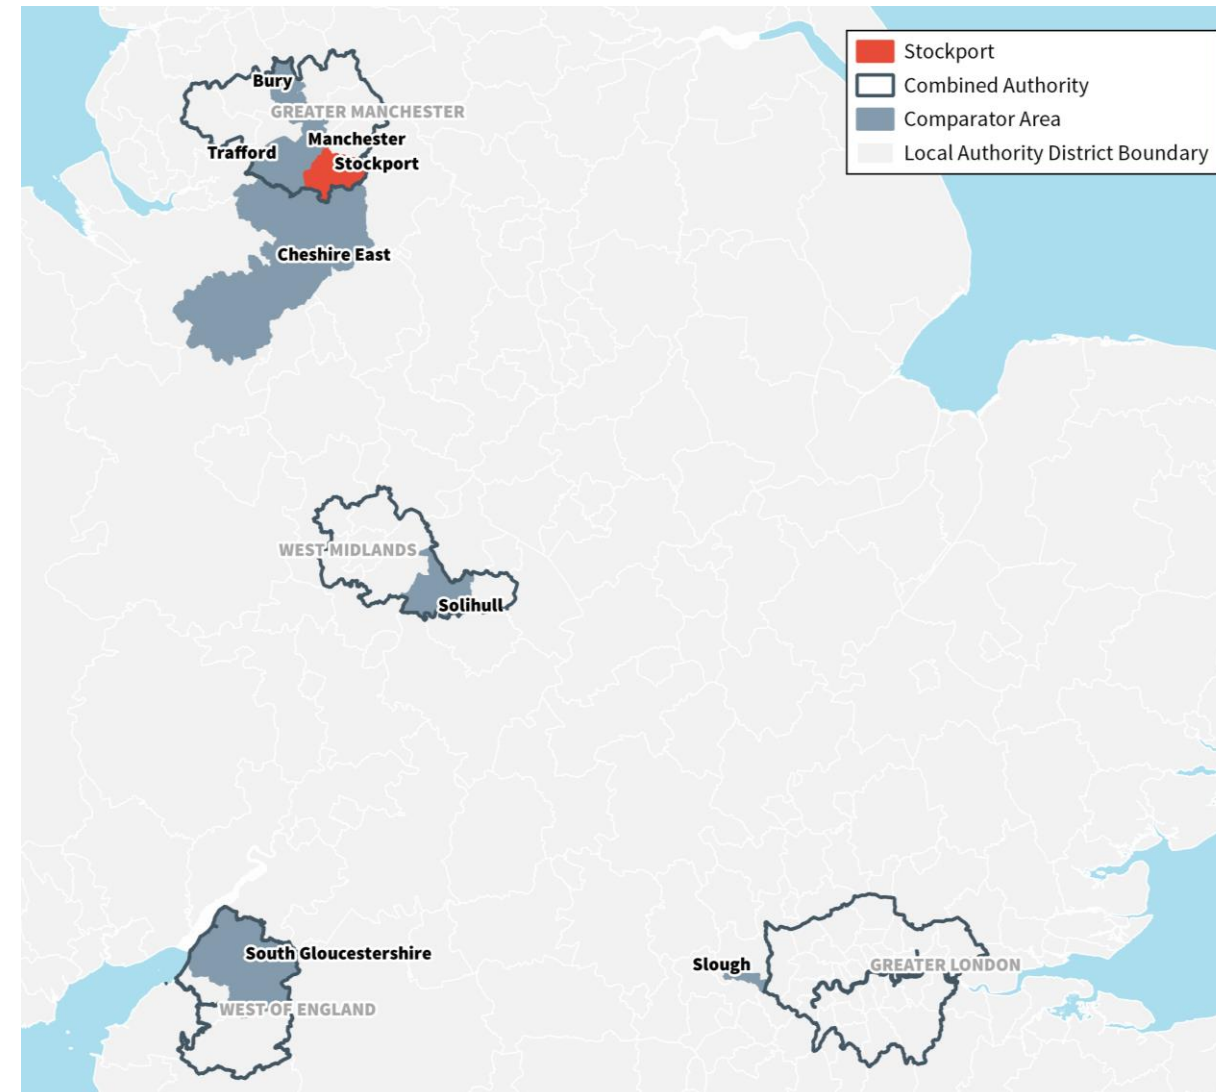 Stockport
Combined Authority
Comparator Area
Local Authority District Boundary
Bury
GREATER MANCHESTER
Manchester
Trafford
Stockport
Cheshire East
WEST MIDLANDS
Solihull
South Gloucestershire
WEST OF ENGLAND
Slough
GREATER LONDON